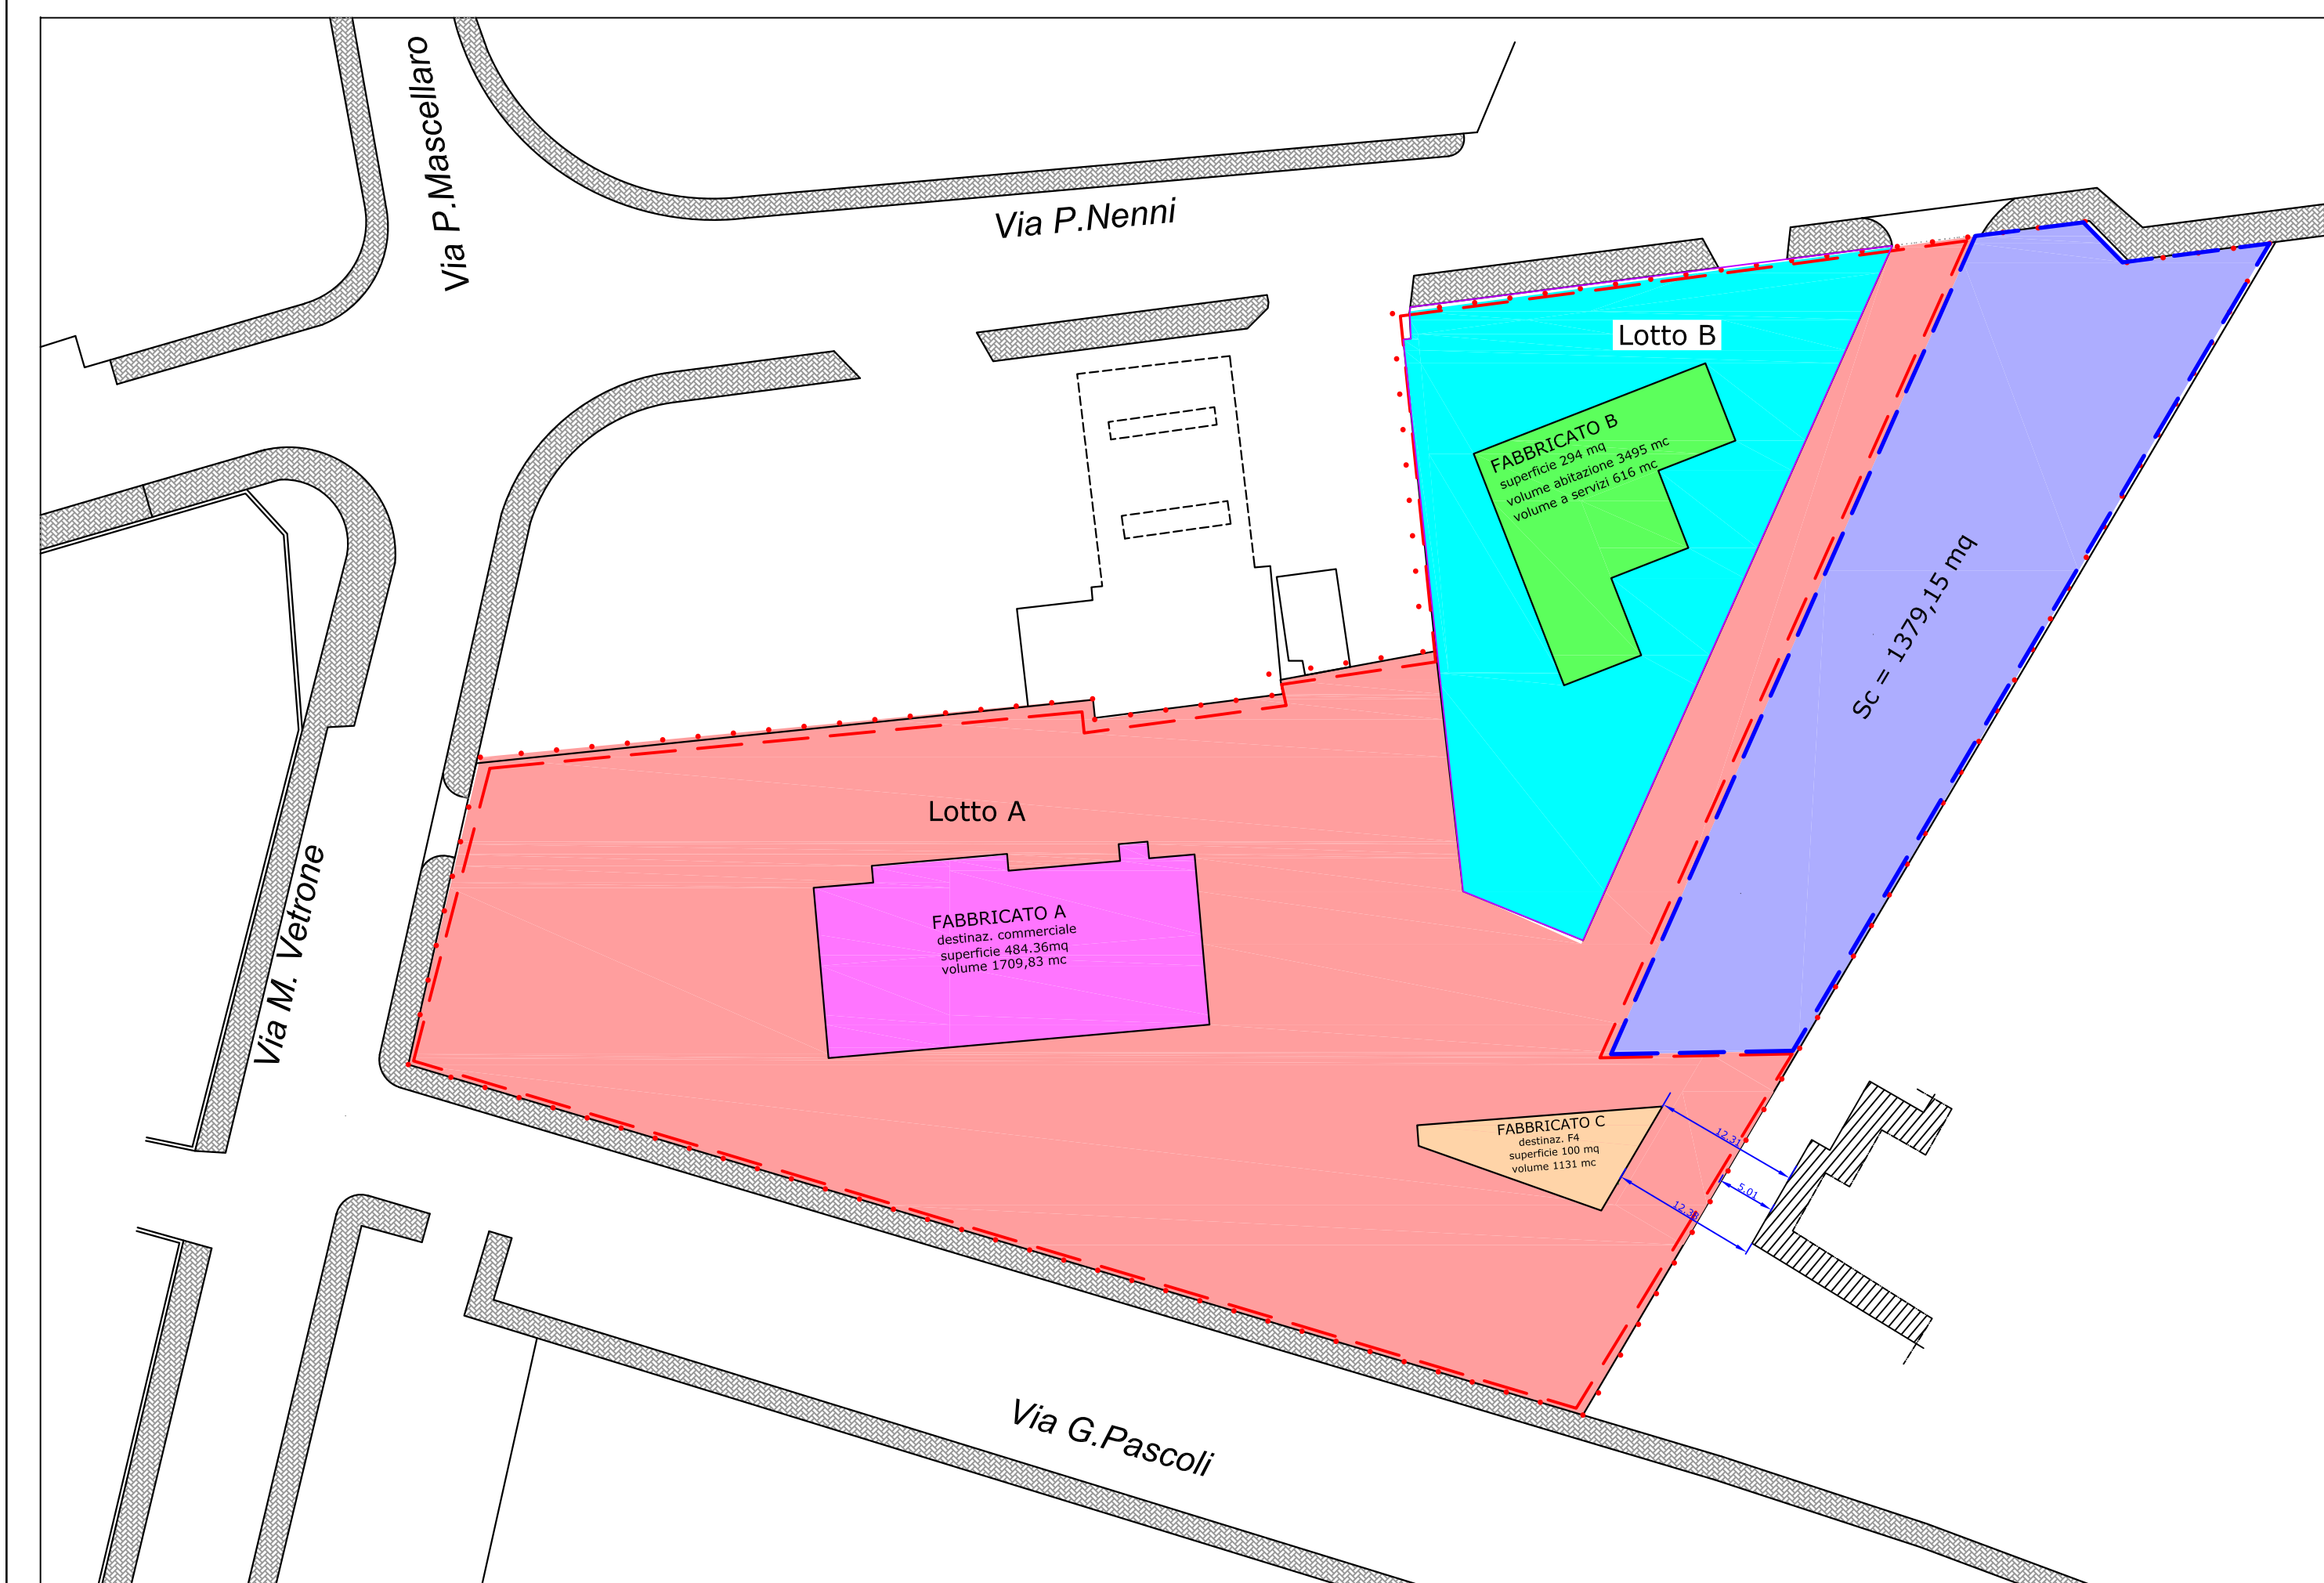 Via P.Mascellaro
Via P.Nenni
Lotto B
FABBRICATO B
superficie 294 mq
volume abitazione 3495 mc
volume a servizi 616 mc
Sc = 1379,15 mq
Lotto A
FABBRICATO A
destinaz. commerciale
superficie 484.36mq
volume 1709,83 mc
Via M. Vetrone
FABBRICATO C
destinaz. F4
superficie 100 mq
volume 1131 mc
12.31
5.01
Via G.Pascoli